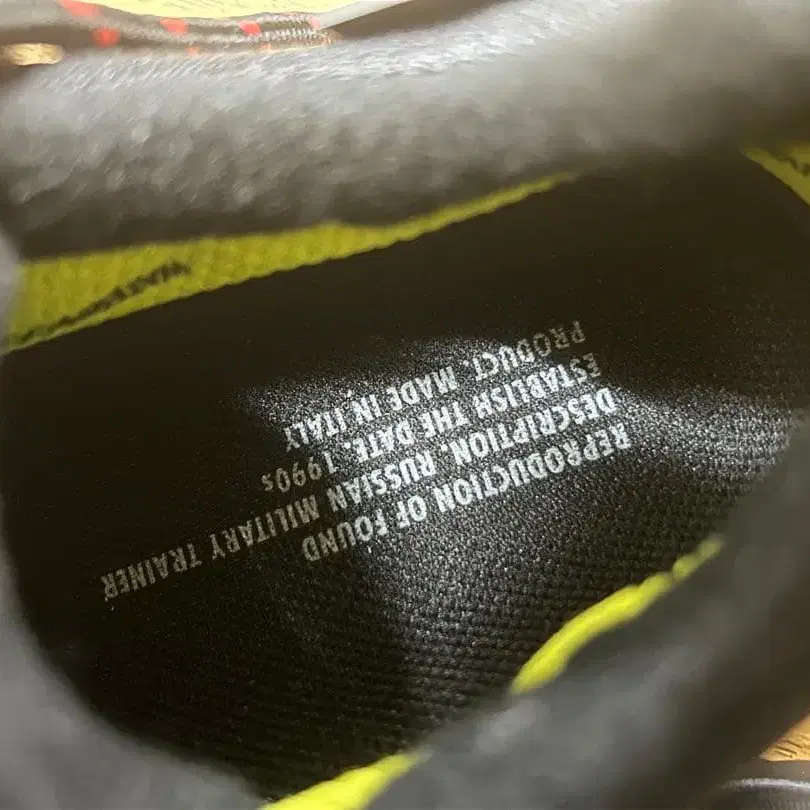 REPRODUCTION OF FOUND
DESCRIPTION. RUSSIAN MILITARY TRAINER
ESTABLISH THE DATE. 1990s
PRODUCT. MADE IN ITALY